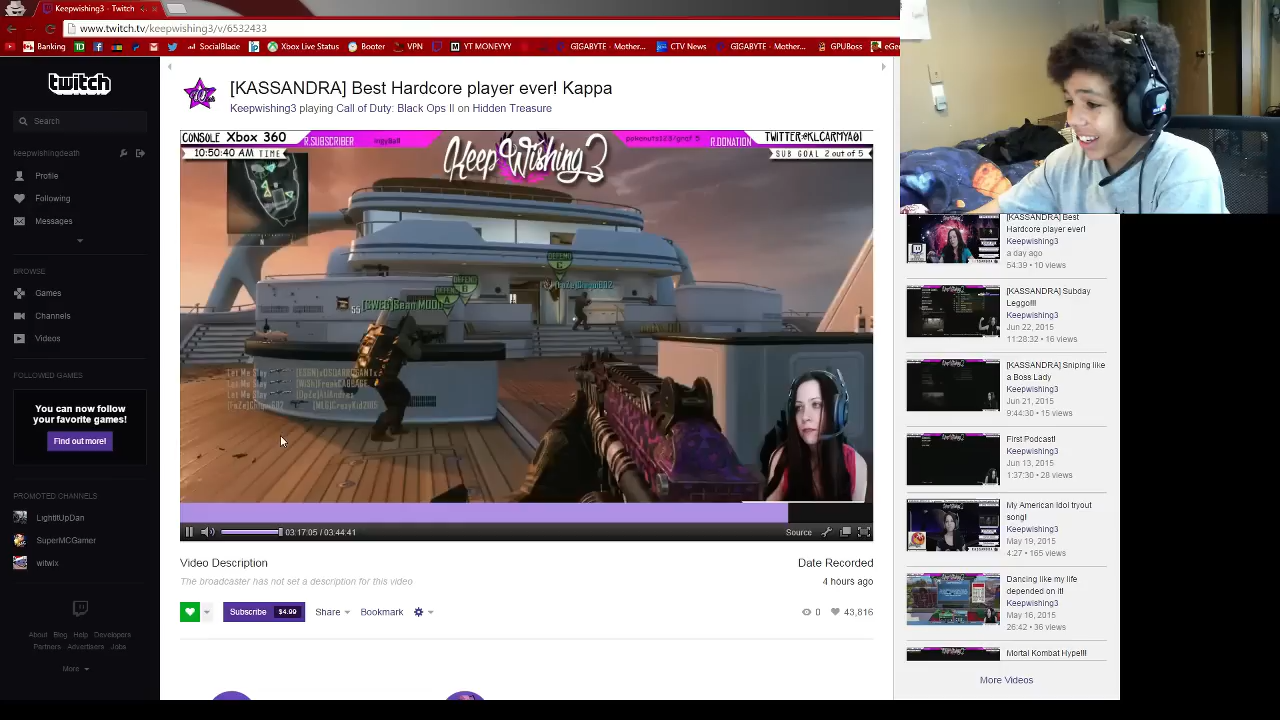 Keepwishing3 - Twitch
www.twitch.tv/keepwishing3/v/6532433
Banking
SocialBlade
Xbox Live Status
Booter
VPN
YT MONEYYY
GIGABYTE - Mother...
CTV News
GIGABYTE - Mother...
GPUBoss
twitch
Search
keepwishingdeath
Profile
Following
Messages
BROWSE
Games
Channels
Videos
FOLLOWED GAMES
You can now follow
your favorite games!
Find out more!
PROMOTED CHANNELS
LightItUpDan
SuperMCGamer
witwix
About Blog Help Developers
Partners Advertisers Jobs
More
[KASSANDRA] Best Hardcore player ever! Kappa
Keepwishing3 playing Call of Duty: Black Ops II on Hidden Treasure
CONSOLE Xbox 360
R.SUBSCRIBER
10:50:40 AM TIME
Keep Wishing 3
R.DONATION
TWITTER@KLCARMYA01
SUB GOAL 2 out of 5
DEFEND
DEFEND
03:17:05 / 03:44:41
Source
Video Description
Date Recorded
The broadcaster has not set a description for this video
4 hours ago
Subscribe $4.99
Share
Bookmark
0
43,816
[KASSANDRA] Best
Hardcore player ever!
Keepwishing3
a day ago
54:39 • 10 views
[KASSANDRA] Subday
Leggo!!!
Keepwishing3
Jun 22, 2015
11:28:32 • 16 views
[KASSANDRA] Sniping like
a Boss Lady
Keepwishing3
Jun 21, 2015
9:44:30 • 15 views
First Podcast!
Keepwishing3
Jun 13, 2015
1:37:30 • 28 views
My American Idol tryout
song!
Keepwishing3
May 19, 2015
4:27 • 165 views
Dancing like my life
depended on it!
Keepwishing3
May 16, 2015
26:42 • 36 views
Mortal Kombat Hype!!!
More Videos